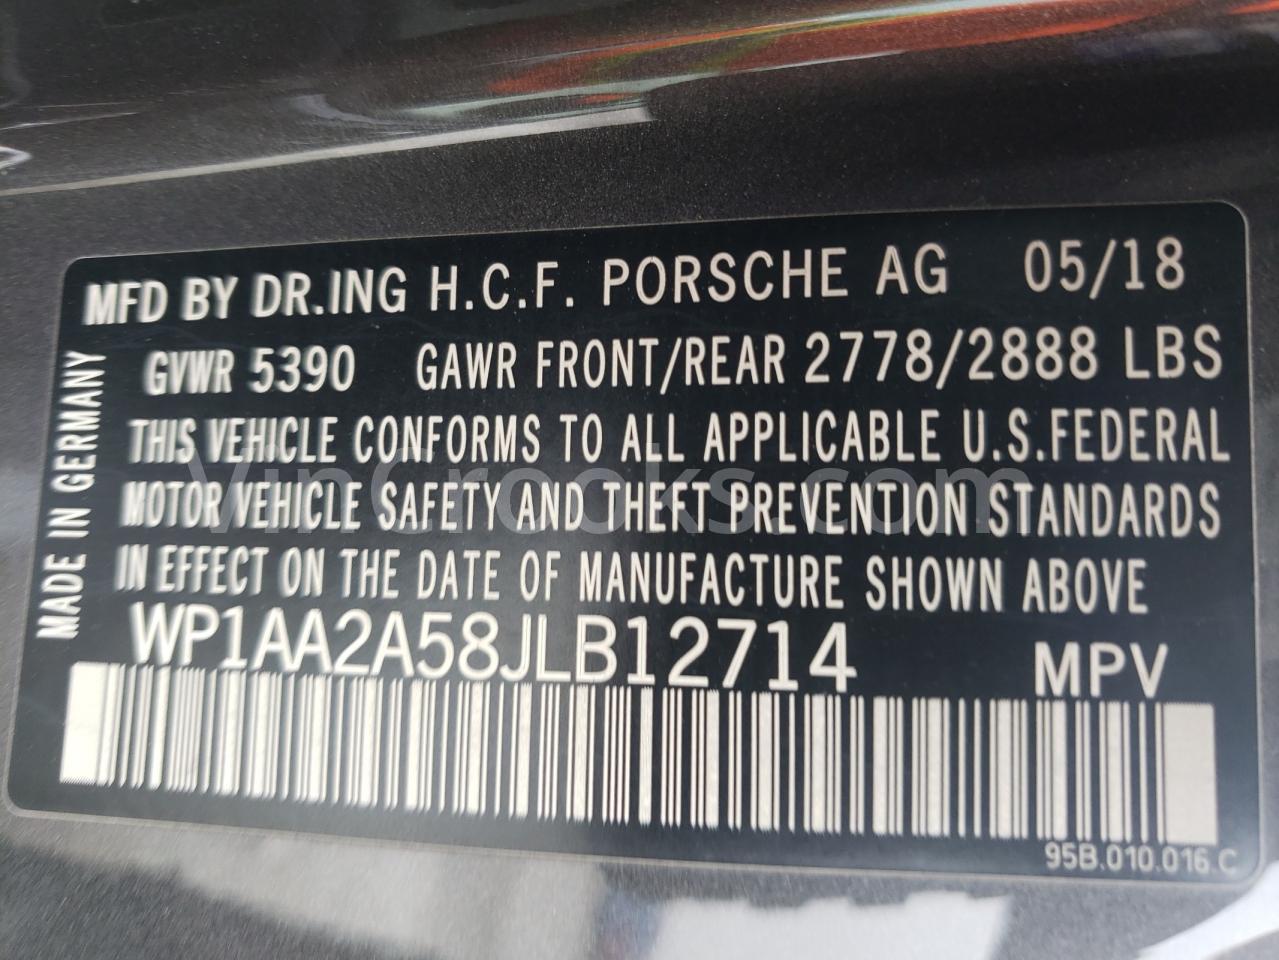 MFD BY DR.ING H.C.F. PORSCHE AG 05/18
GVWR 5390 GAWR FRONT/REAR 2778/2888 LBS
THIS VEHICLE CONFORMS TO ALL APPLICABLE U.S.FEDERAL
MOTOR VEHICLE SAFETY AND THEFT PREVENTION STANDARDS
IN EFFECT ON THE DATE OF MANUFACTURE SHOWN ABOVE
WP1AA2A58JLB12714 MPV
95B.010.016.C
MADE IN GERMANY
VinCrooks.com